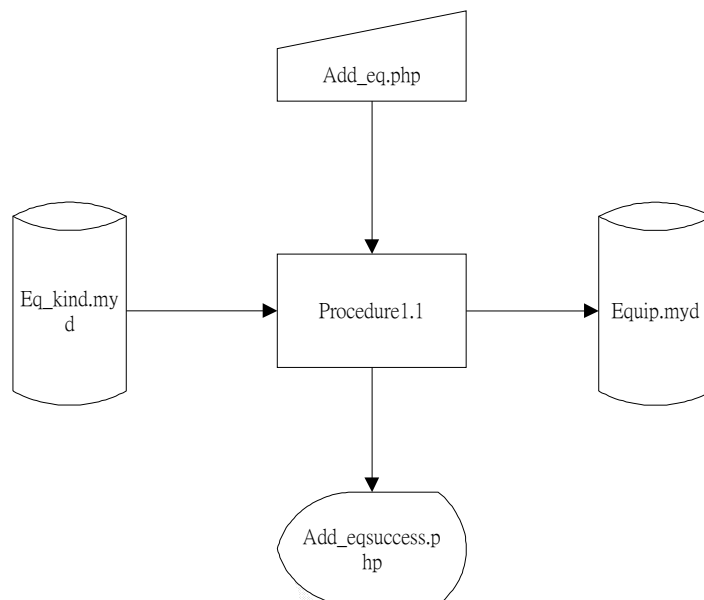 Add_eq.php
Eq_kind.my
d
Procedure1.1
Equip.myd
Add_eqsuccess.p
hp